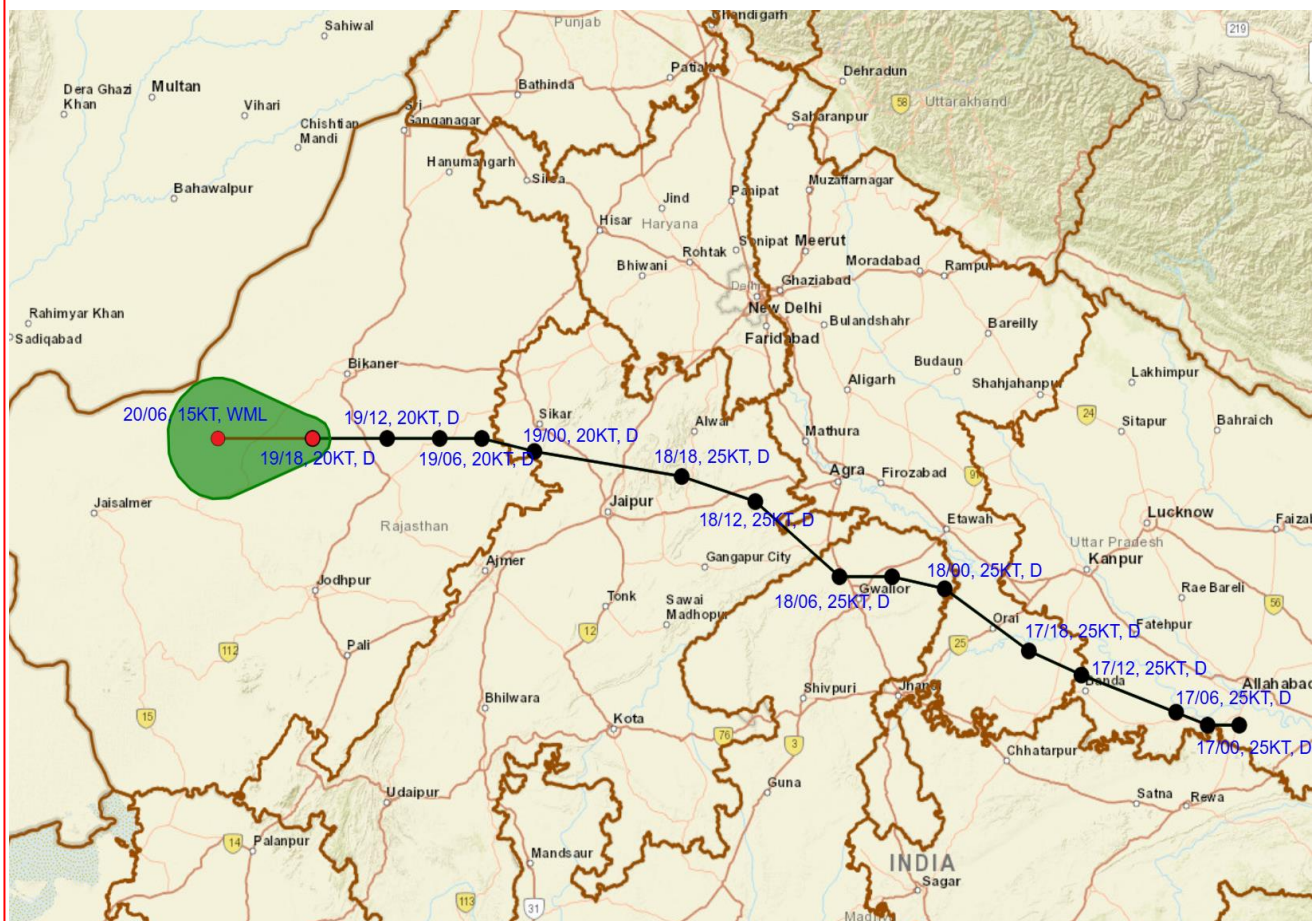 Punjab
Chandigarh
219
Sahiwal
Dera Ghazi
Khan
Multan
Vihari
Chishtian
Mandi
Bahawalpur
Sri
Ganganagar
Bathinda
Patiala
Dehradun
58
Uttarakhand
Saharanpur
Hanumangarh
Sirsa
Jind
Panipat
Muzaffarnagar
Hisar
Haryana
Sonipat
Meerut
Rohtak
Bhiwani
Moradabad
Rampur
Delhi
Ghaziabad
New Delhi
Faridabad
Bulandshahr
Bareilly
Rahimyar Khan
Sadiqabad
Bikaner
Budaun
Aligarh
Shahjahanpur
Lakhimpur
24
Sitapur
Bahraich
20/06, 15KT, WML
19/12, 20KT, D
Sikar
19/00, 20KT, D
Alwar
Mathura
19/18, 20KT, D
19/06, 20KT, D
18/18, 25KT, D
Agra
Firozabad
91
Jaisalmer
Rajasthan
Jaipur
18/12, 25KT, D
Etawah
Lucknow
Uttar Pradesh
Kanpur
Ajmer
Gangapur City
Jodhpur
Tonk
Sawai
Madhopur
Gwalior
18/00, 25KT, D
18/06, 25KT, D
Rae Bareli
56
Orai
Fatehpur
12
112
Pali
25
17/18, 25KT, D
17/12, 25KT, D
Banda
Allahabad
Bhilwara
Shivpuri
17/06, 25KT, D
15
Kota
76
3
Chhatarpur
17/00, 25KT, D
Udaipur
Guna
Satna
Rewa
14
Palanpur
Mandsaur
INDIA
Sagar
113
31